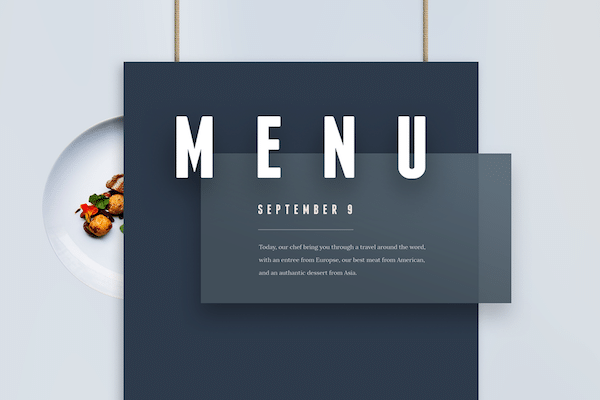 MENU
SEPTEMBER 9
Today, our chef bring you through a travel around the word,
with an entree from Europse, our best meat from American,
and an authantic dessert from Asia.